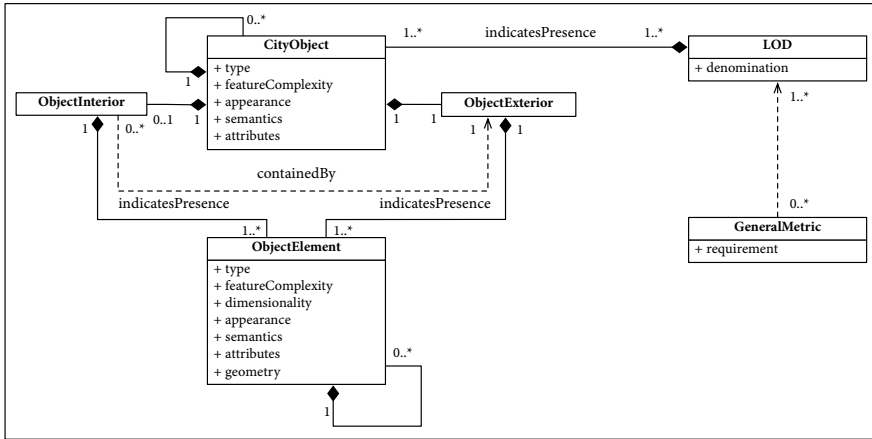 0..*
1
CityObject
+ type
+ featureComplexity
+ appearance
+ semantics
+ attributes
1..*
indicatesPresence
1..*
LOD
+ denomination
ObjectInterior
0..1
1
1
1
ObjectExterior
1
0..*
1
1
containedBy
indicatesPresence
indicatesPresence
1..*
1..*
1..*
0..*
GeneralMetric
+ requirement
ObjectElement
+ type
+ featureComplexity
+ dimensionality
+ appearance
+ semantics
+ attributes
+ geometry
0..*
1